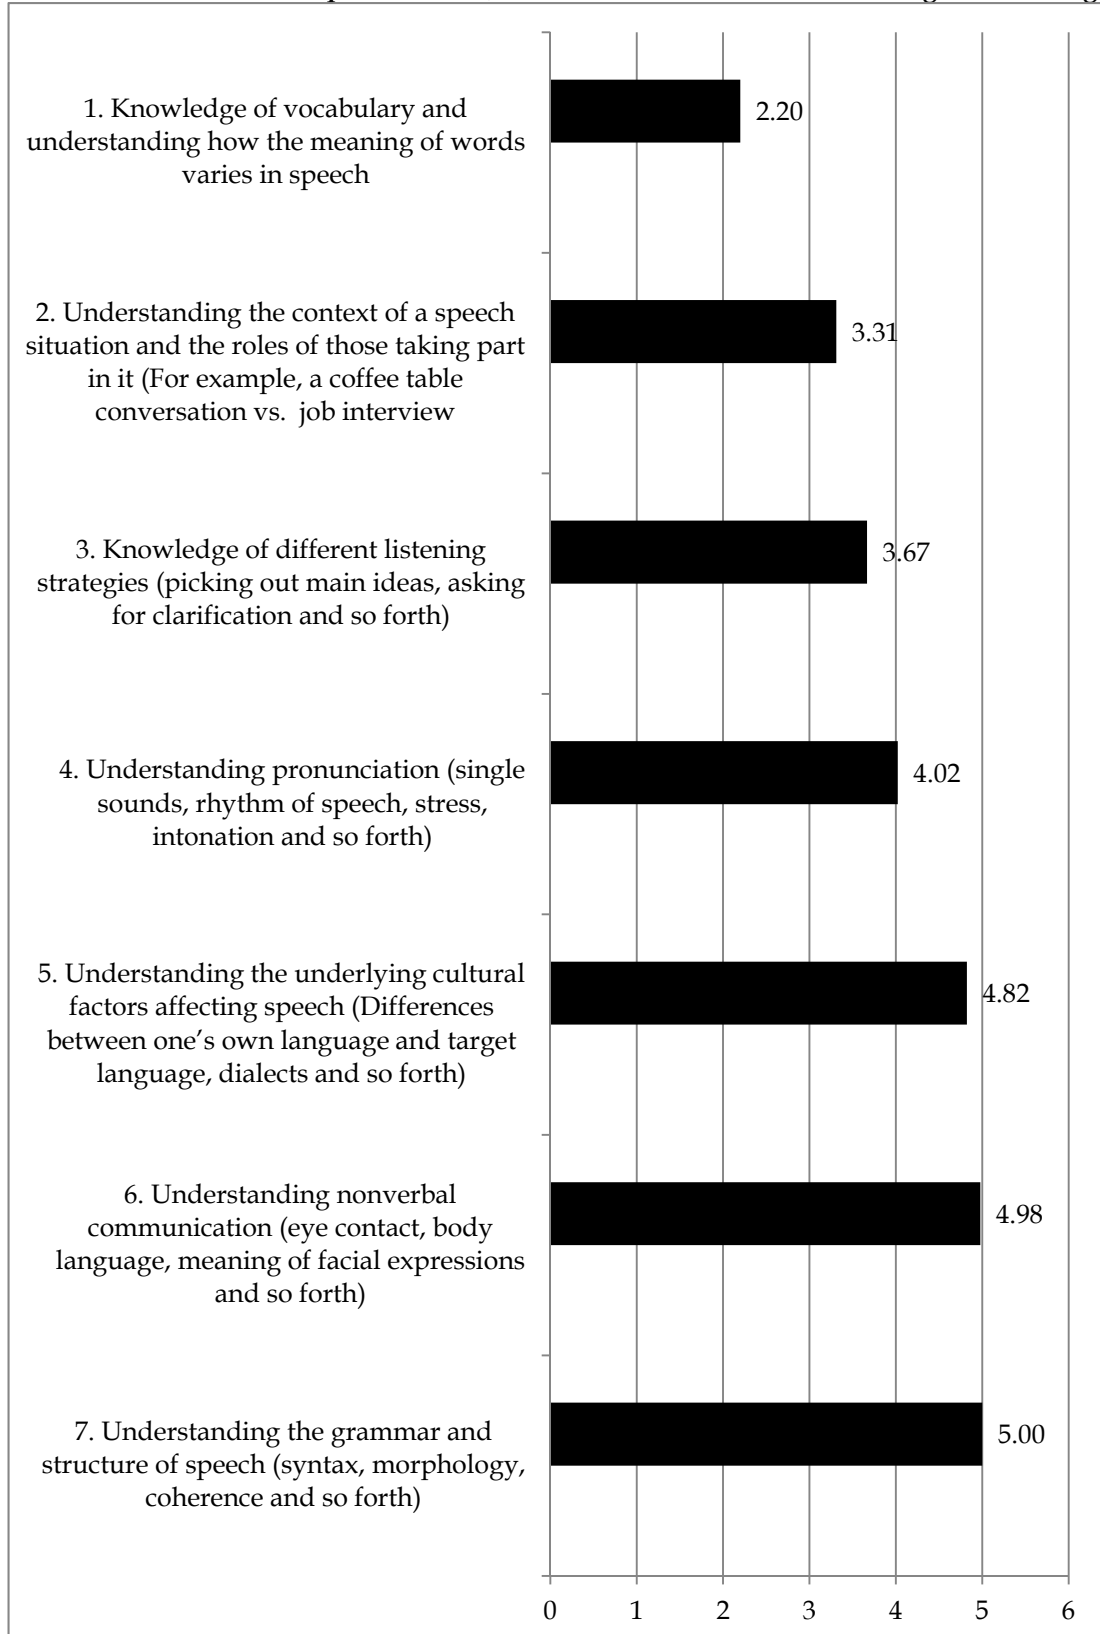 1. Knowledge of vocabulary and
understanding how the meaning of words
varies in speech
2.20
2. Understanding the context of a speech
situation and the roles of those taking part
in it (For example, a coffee table
conversation vs.  job interview
3.31
3. Knowledge of different listening
strategies (picking out main ideas, asking
for clarification and so forth)
3.67
4. Understanding pronunciation (single
sounds, rhythm of speech, stress,
intonation and so forth)
4.02
5. Understanding the underlying cultural
factors affecting speech (Differences
between one’s own language and target
language, dialects and so forth)
4.82
6. Understanding nonverbal
communication (eye contact, body
language, meaning of facial expressions
and so forth)
4.98
7. Understanding the grammar and
structure of speech (syntax, morphology,
coherence and so forth)
5.00
0 1 2 3 4 5 6